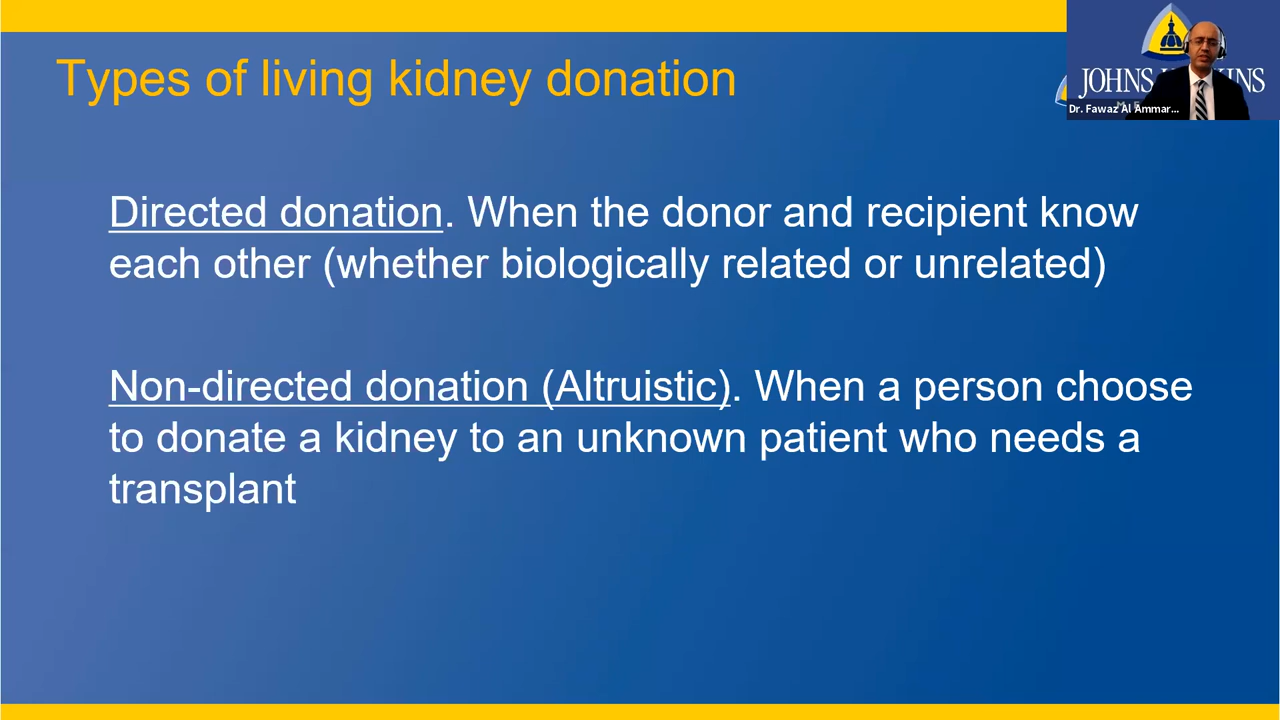 Types of living kidney donation
JOHNS
NS
Dr. Fawaz Al Ammar...
Directed donation. When the donor and recipient know
each other (whether biologically related or unrelated)
Non-directed donation (Altruistic). When a person choose
to donate a kidney to an unknown patient who needs a
transplant